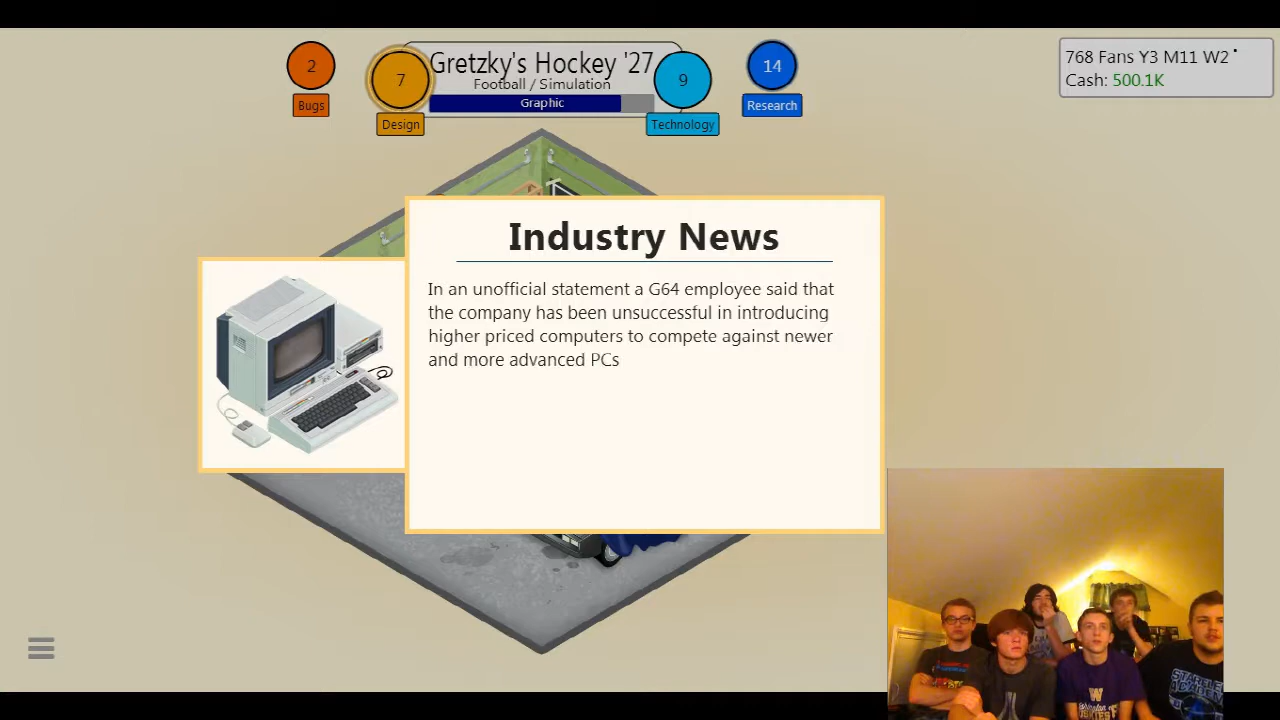 2
Bugs
7
Design
Gretzky's Hockey '27
Football / Simulation
Graphic
9
Technology
14
Research
768 Fans Y3 M11 W2
Cash: 500.1K
Industry News
In an unofficial statement a G64 employee said that
the company has been unsuccessful in introducing
higher priced computers to compete against newer
and more advanced PCs
W